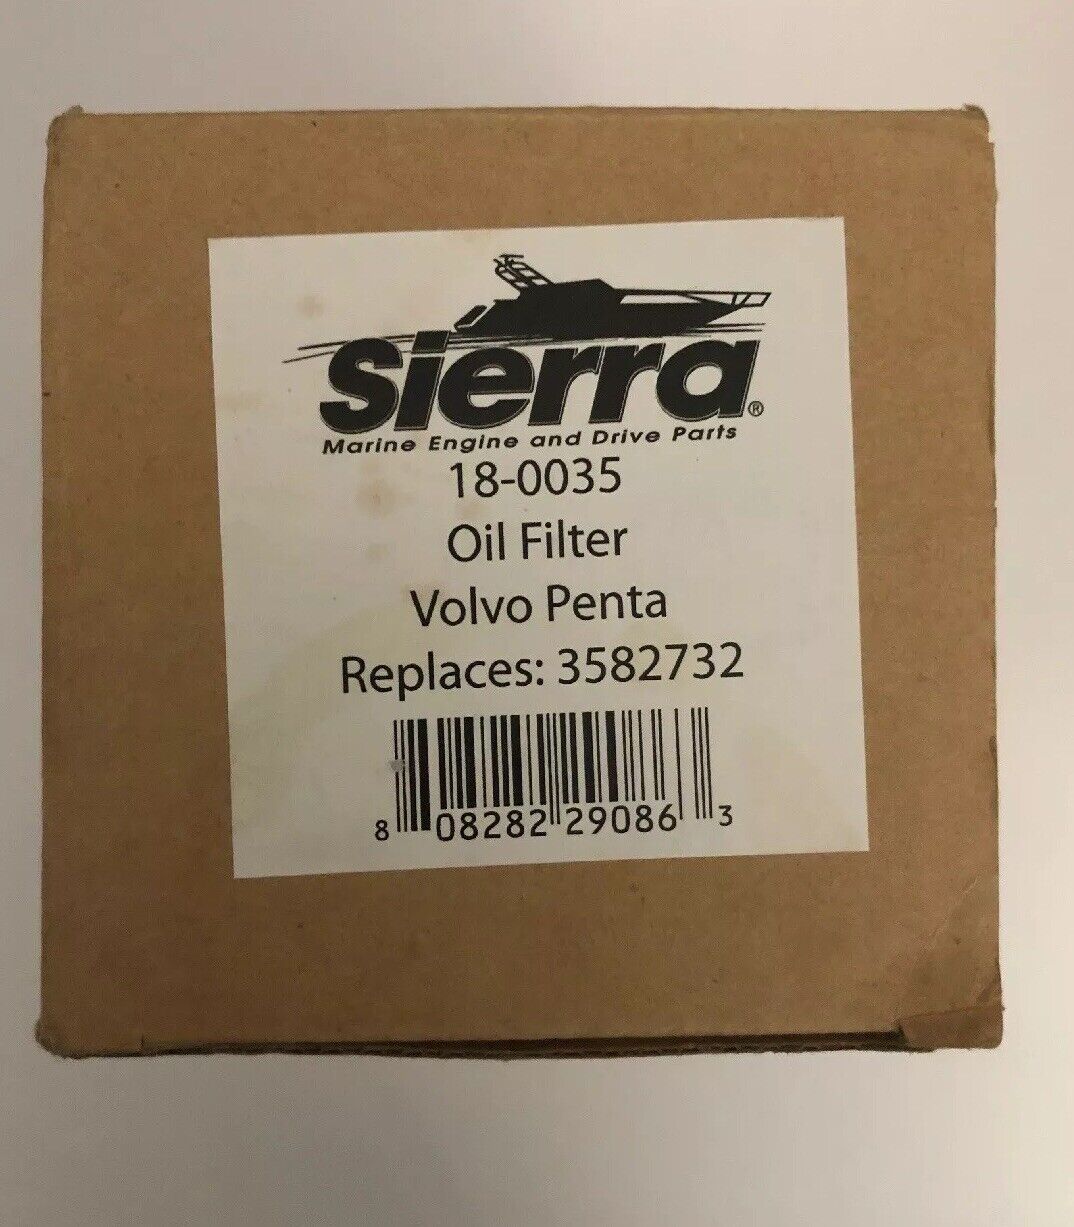 Sierra®
Marine Engine and Drive Parts
18-0035
Oil Filter
Volvo Penta
Replaces: 3582732
8 08282 29086 3